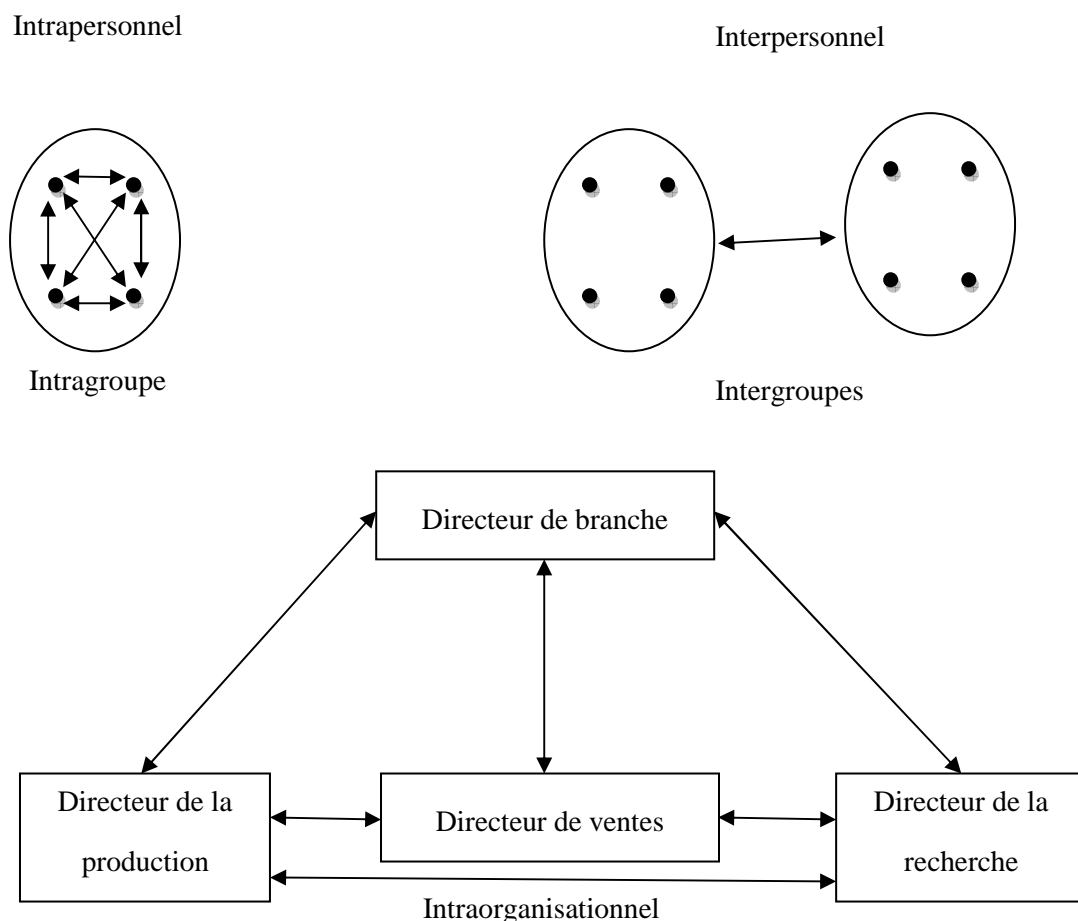 Intrapersonnel
Interpersonnel
Intragroupe
Intergroupes
Directeur de branche
Directeur de la
production
Directeur de ventes
Directeur de la
recherche
Intraorganisationnel